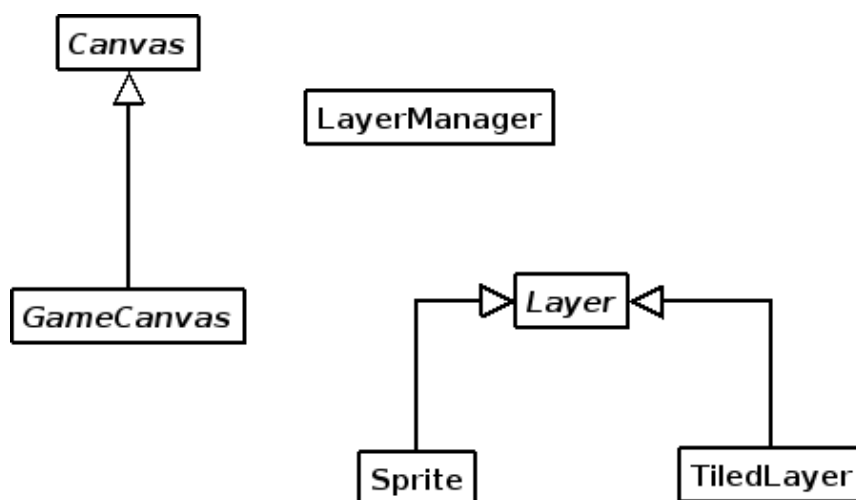 Canvas
LayerManager
GameCanvas
Layer
Sprite
TiledLayer